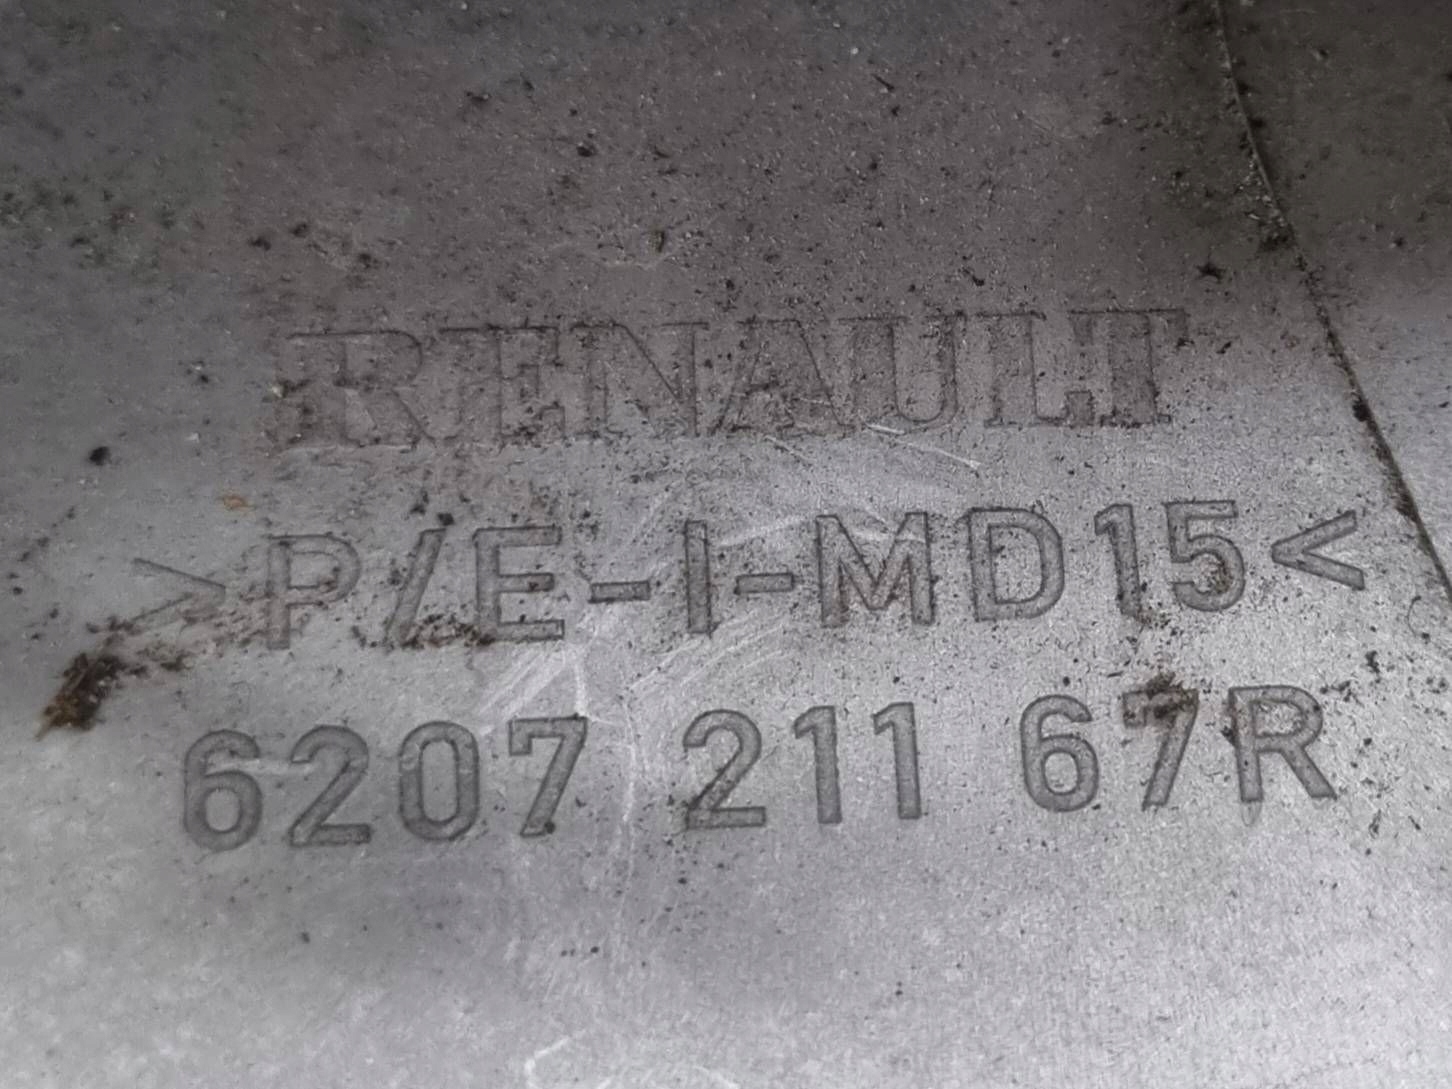 RENAULT
>P/E-I-MD15<
6207 211 67R